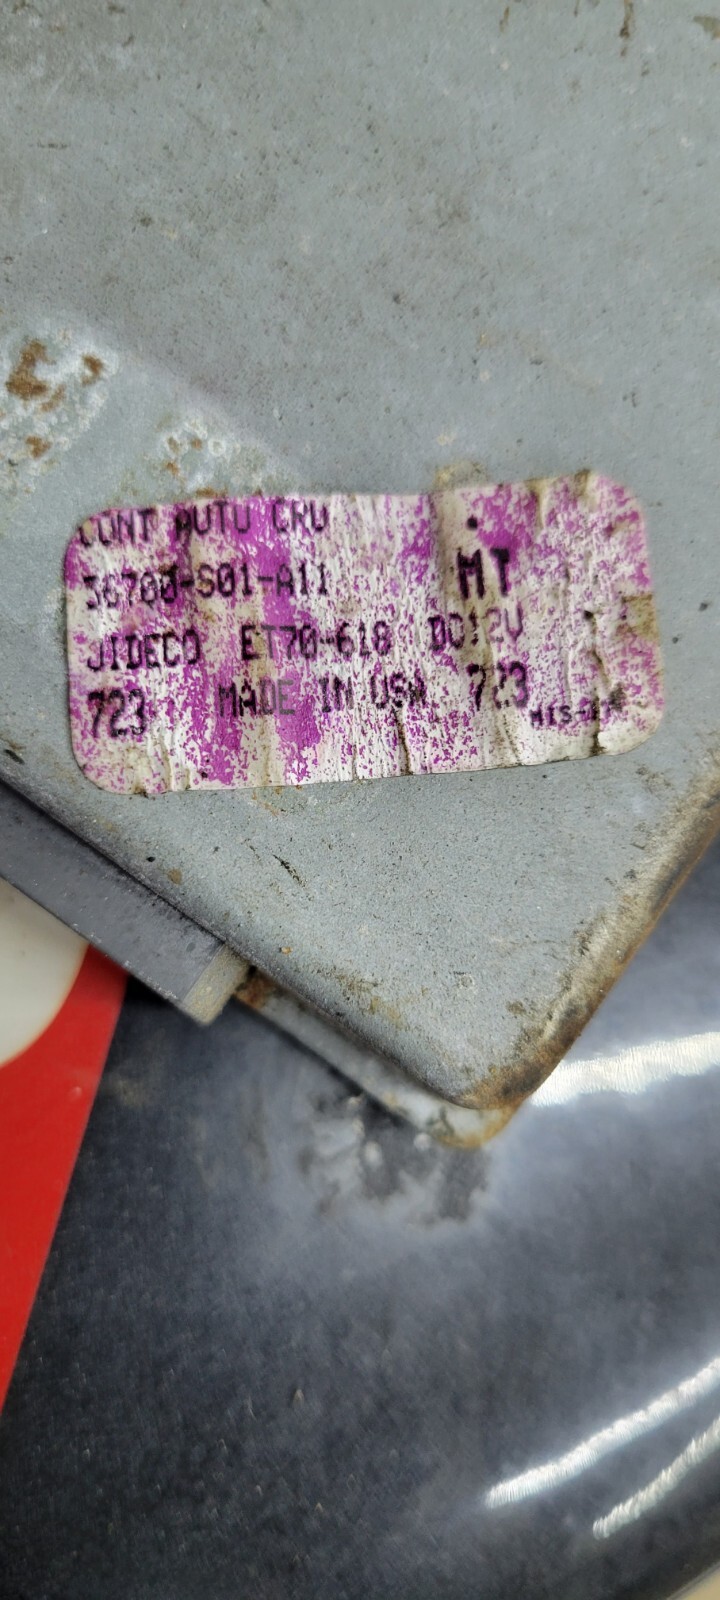 CONT AUTO CRU
36700-S01-A11 MT
JIDECO ET70-618 DC12V
723 MADE IN USA 723